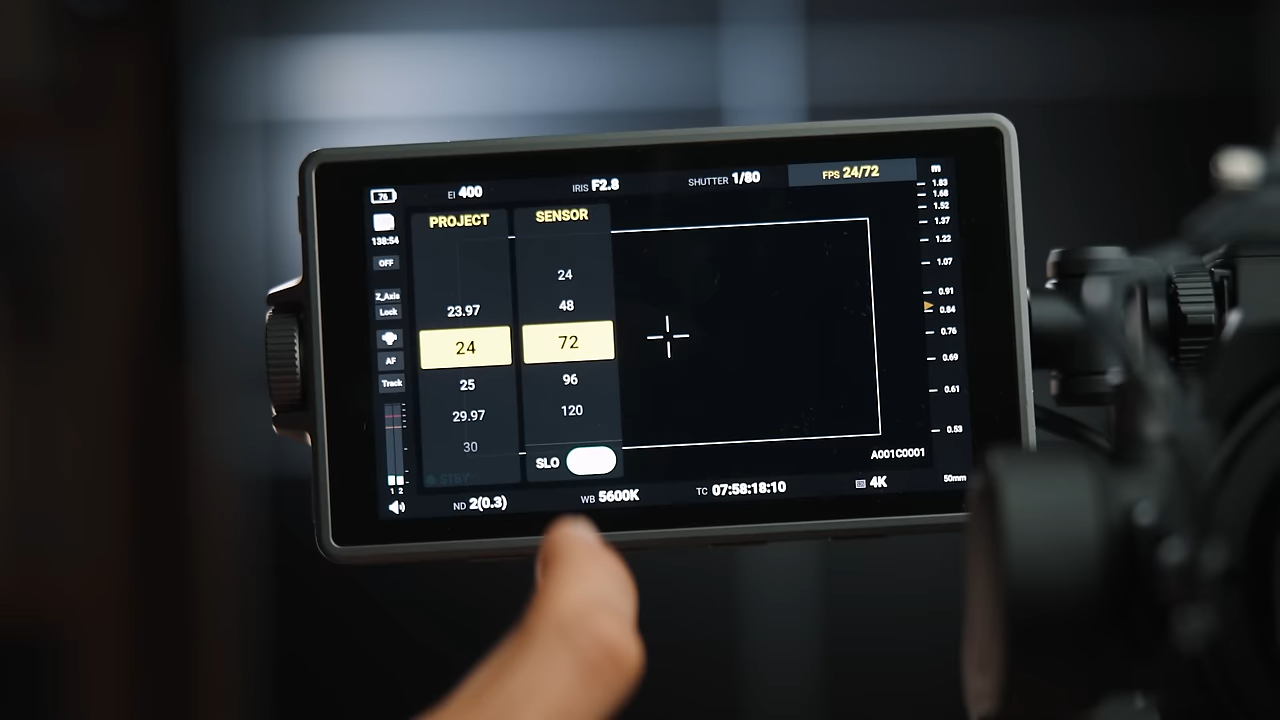 76
EI 400
IRIS F2.8
SHUTTER 1/80
FPS 24/72
m
138:54
OFF
Z_Axis
Lock
AF
Track
1 2
PROJECT
23.97
24
25
29.97
30
STBY
SENSOR
24
48
72
96
120
SLO
1.83
1.68
1.52
1.37
1.22
1.07
0.91
0.84
0.76
0.69
0.61
0.53
A001C0001
50mm
ND 2(0.3)
WB 5600K
TC 07:58:18:10
4K